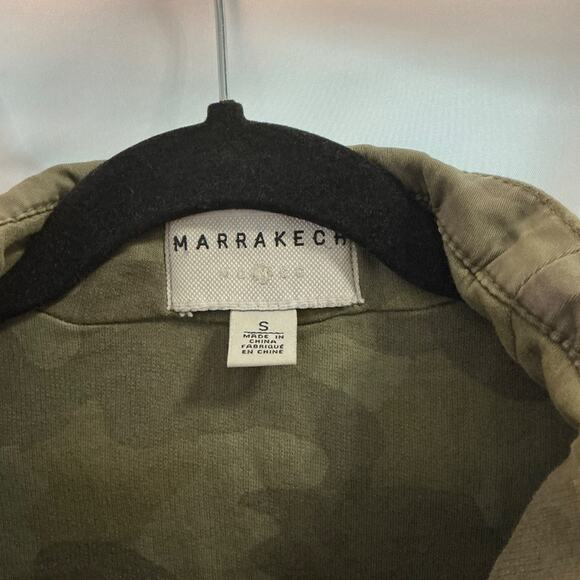 MARRAKECH
S
MADE IN
CHINA
FABRIQUÉ
EN CHINE